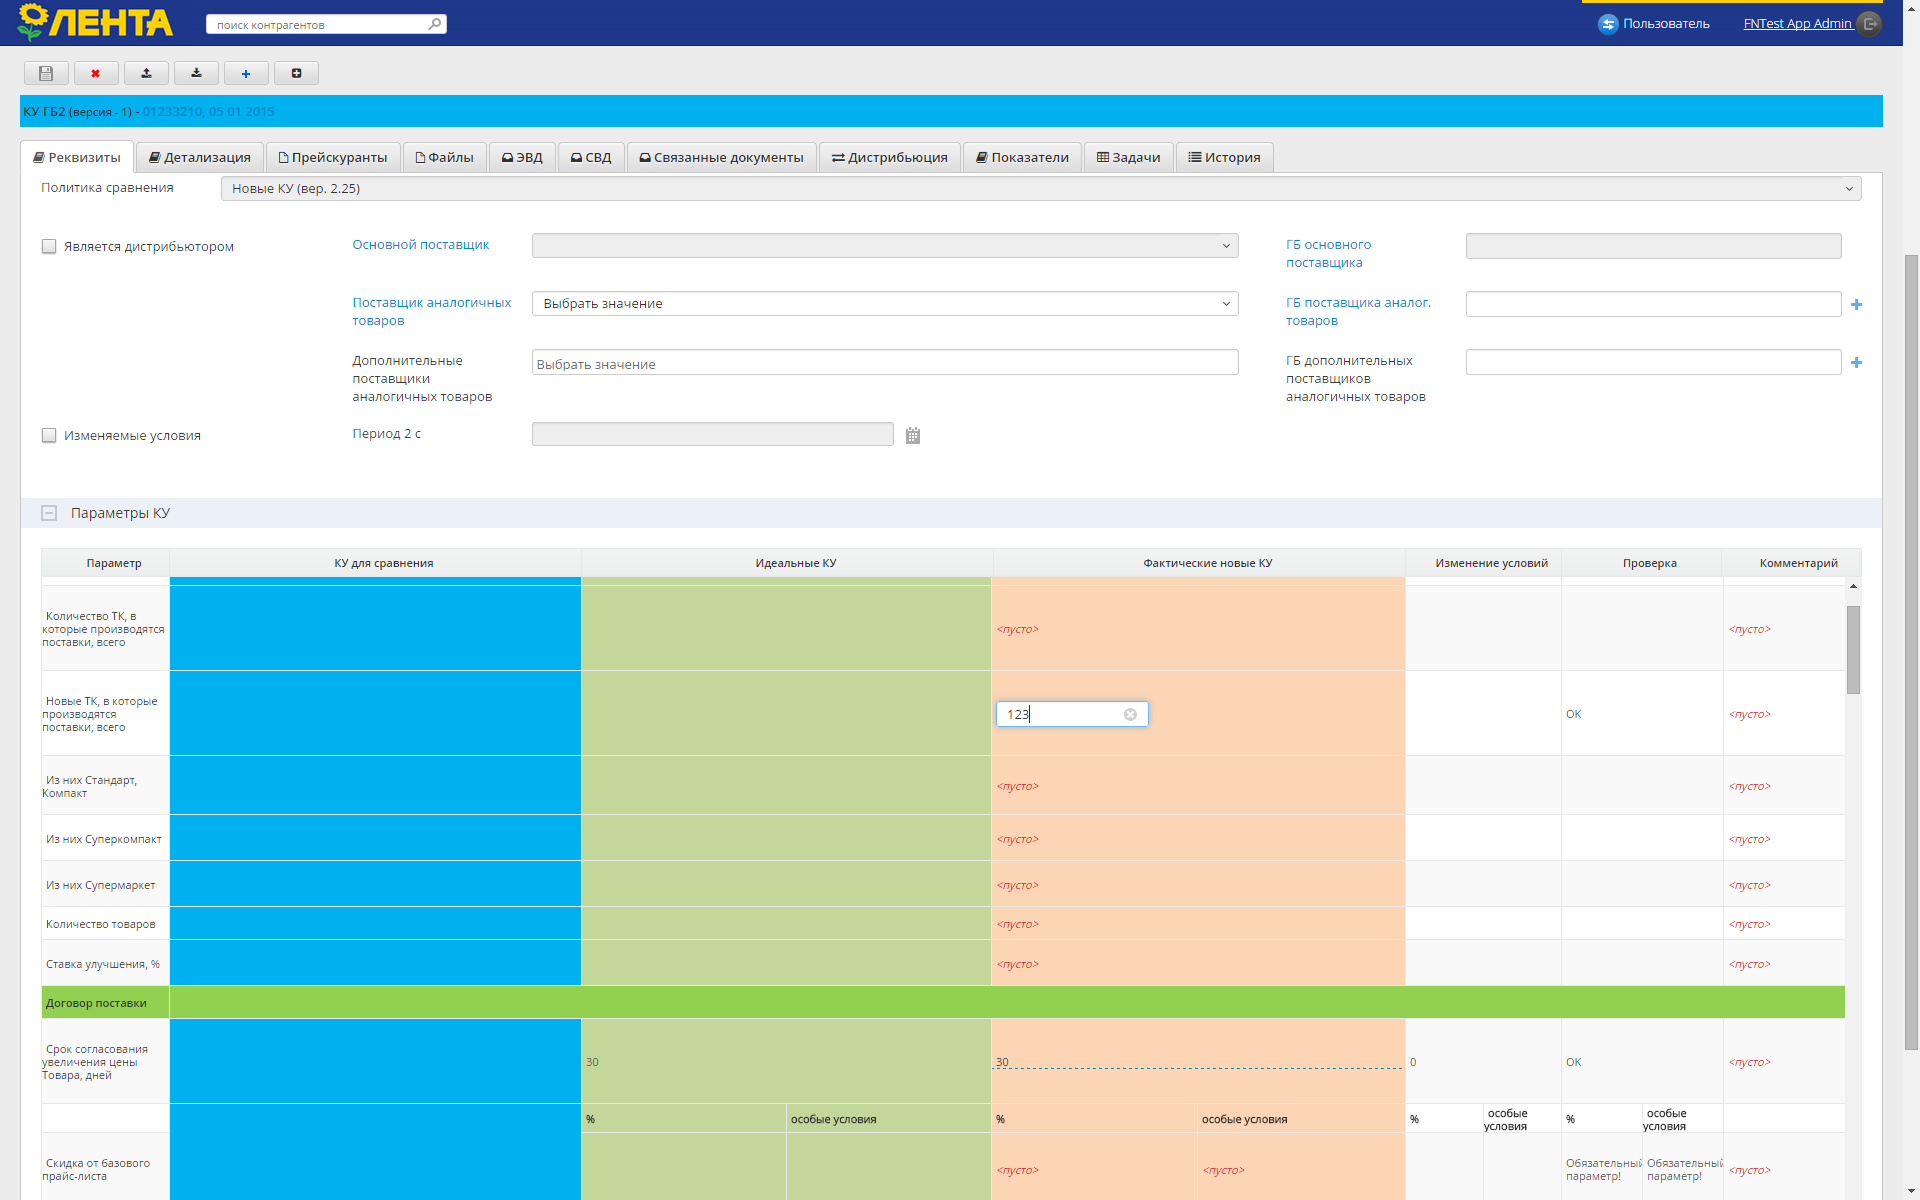 ЛЕНТА
поиск контрагентов
Пользователь
FNTest App Admin
КУ ГБ2 (версия - 1) - 01233210, 05 01 2015
Реквизиты
Детализация
Прейскуранты
Файлы
ЭВД
СВД
Связанные документы
Дистрибьюция
Показатели
Задачи
История
Политика сравнения
Новые КУ (вер. 2.25)
Является дистрибьютором
Основной поставщик
ГБ основного
поставщика
Поставщик аналогичных
товаров
Выбрать значение
ГБ поставщика аналог.
товаров
Дополнительные
поставщики
аналогичных товаров
Выбрать значение
ГБ дополнительных
поставщиков
аналогичных товаров
Изменяемые условия
Период 2 с
Параметры КУ
Параметр
КУ для сравнения
Идеальные КУ
Фактические новые КУ
Изменение условий
Проверка
Комментарий
Количество ТК, в
которые производятся
поставки, всего
<пусто>
<пусто>
Новые ТК, в которые
производятся
поставки, всего
123
OK
<пусто>
Из них Стандарт,
Компакт
<пусто>
<пусто>
Из них Суперкомпакт
<пусто>
<пусто>
Из них Супермаркет
<пусто>
<пусто>
Количество товаров
<пусто>
<пусто>
Ставка улучшения, %
<пусто>
<пусто>
Договор поставки
Срок согласования
увеличения цены
Товара, дней
30
30
0
OK
<пусто>
%
особые условия
%
особые условия
%
особые
условия
%
особые
условия
Скидка от базового
прайс-листа
<пусто>
<пусто>
Обязательный
параметр!
Обязательный
параметр!
<пусто>